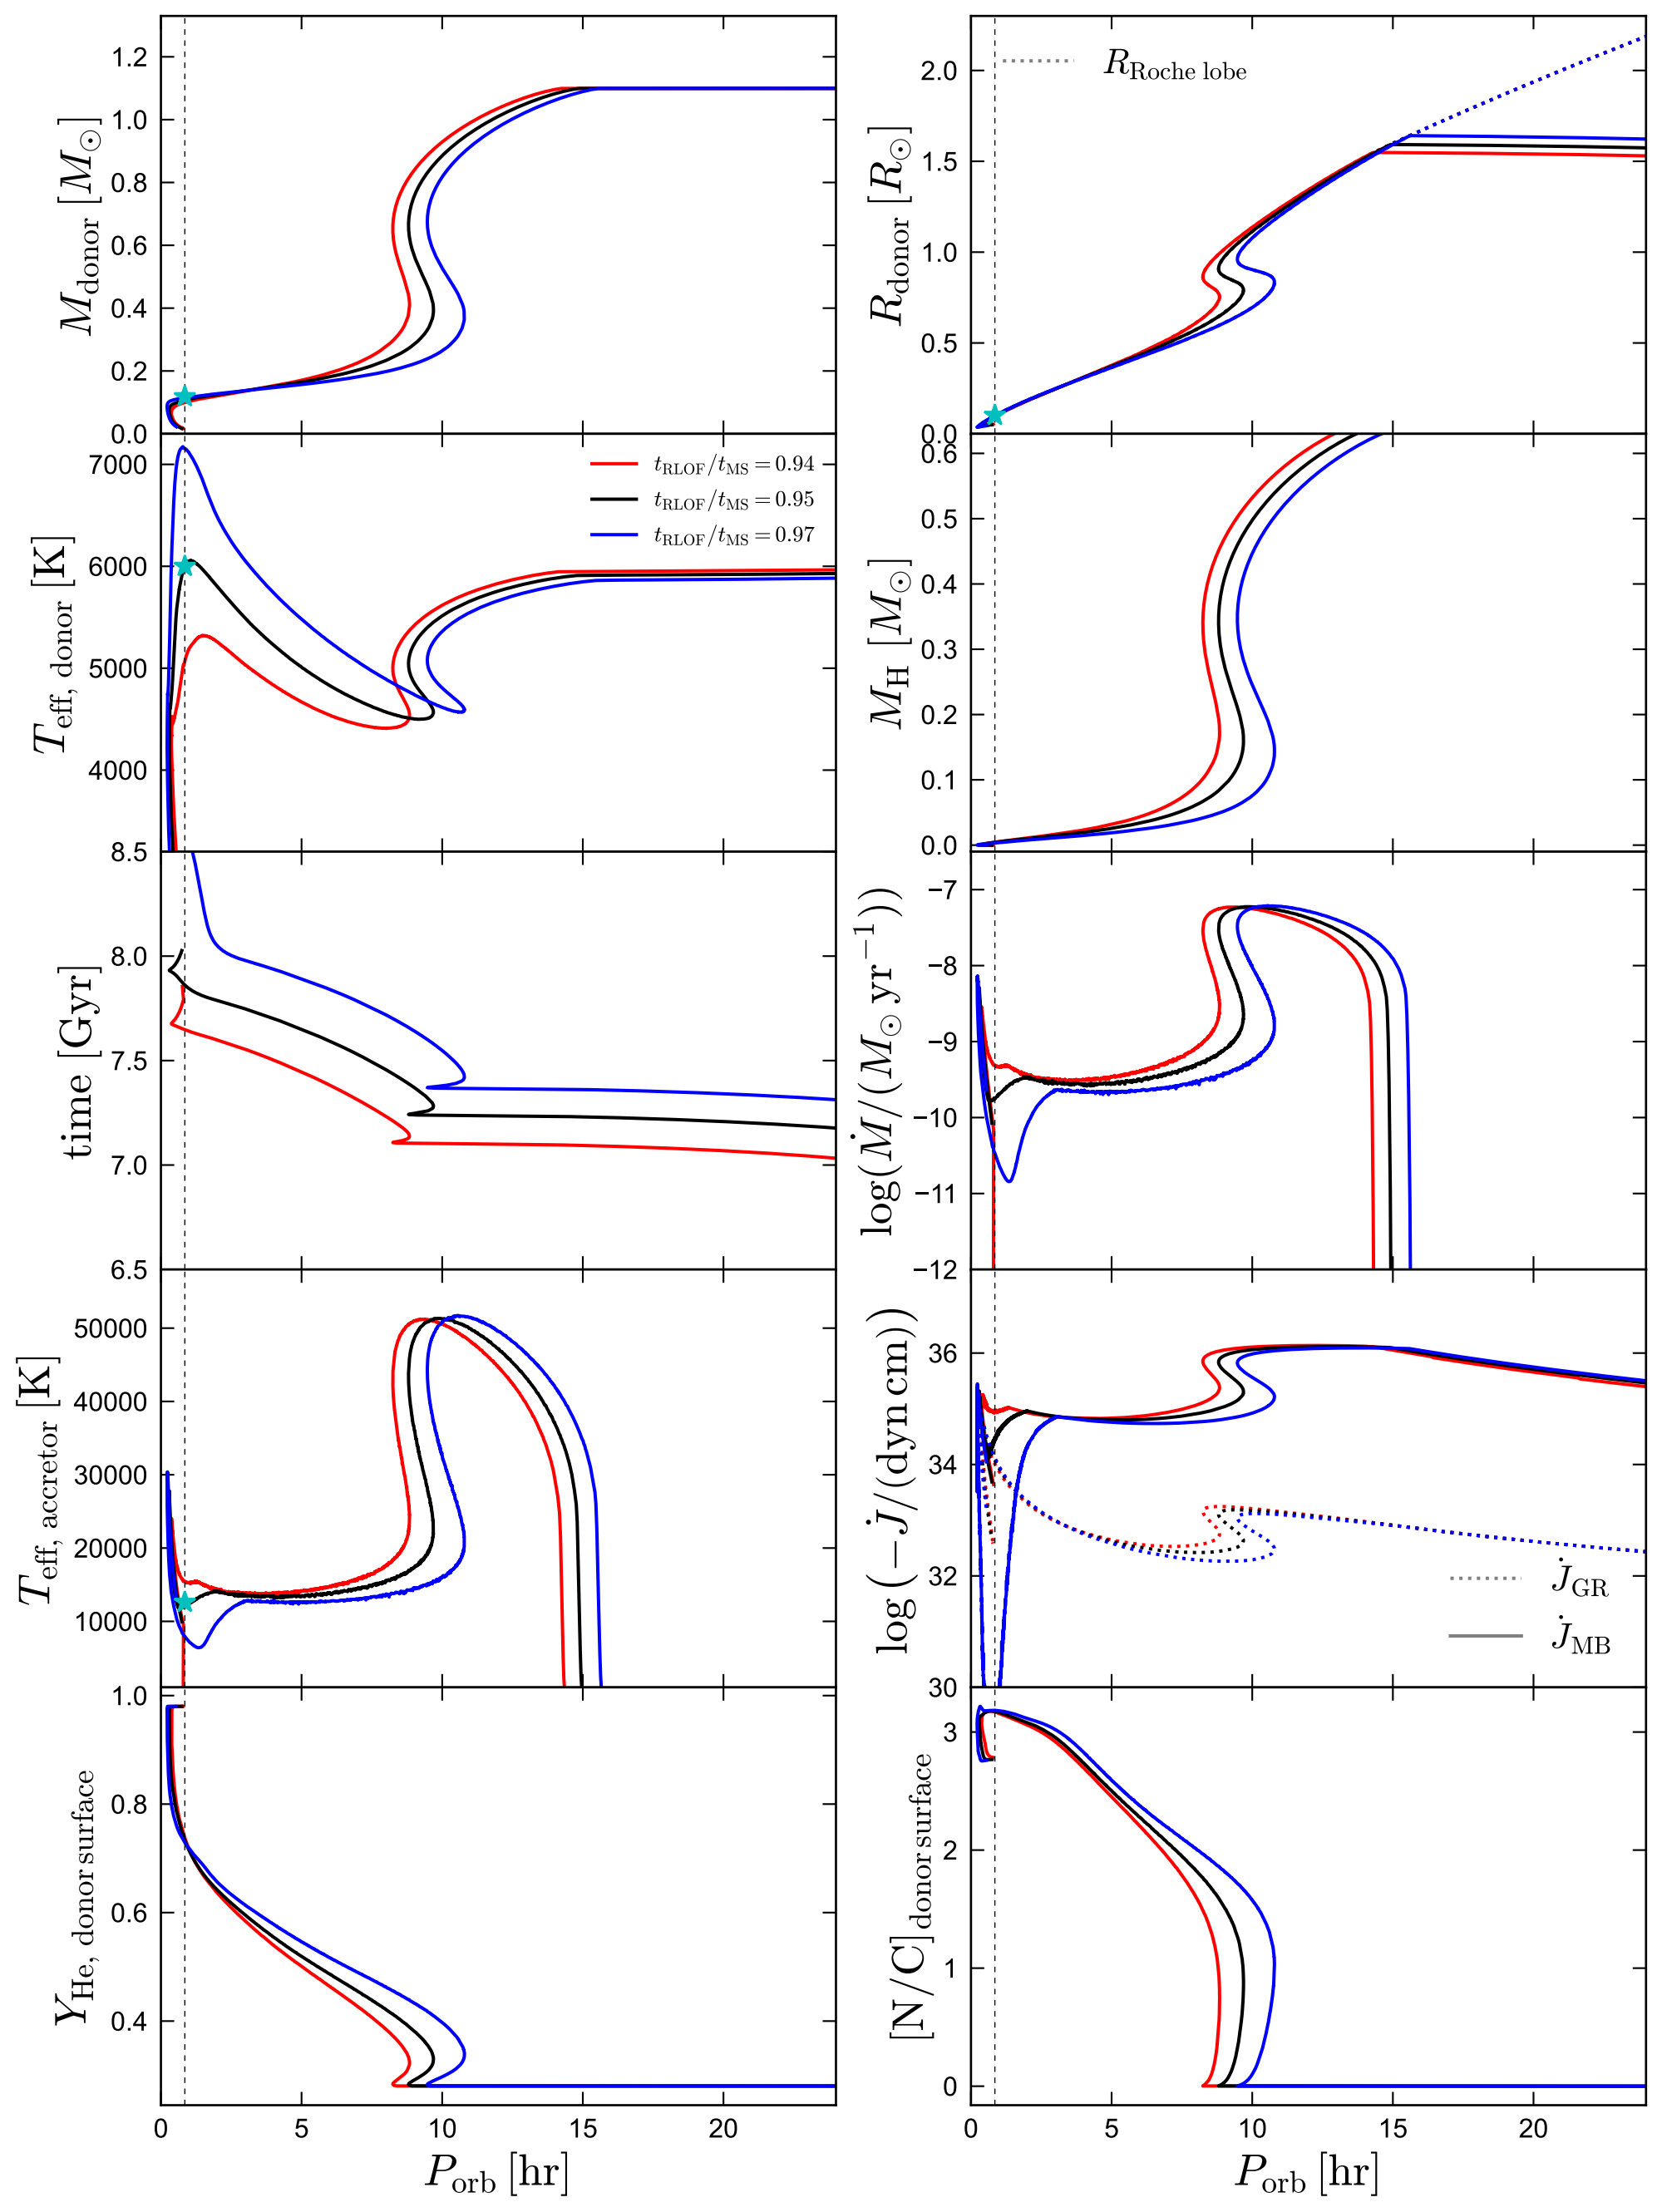 1.2
1.0
0.8
0.6
0.4
0.2
0.0
M_donor [M_⊙]
R_Roche lobe
2.0
1.5
1.0
0.5
0.0
R_donor [R_⊙]
7000
6000
5000
4000
T_eff, donor [K]
t_RLOF/t_MS = 0.94
t_RLOF/t_MS = 0.95
t_RLOF/t_MS = 0.97
0.6
0.5
0.4
0.3
0.2
0.1
0.0
M_H [M_⊙]
8.5
8.0
7.5
7.0
6.5
time [Gyr]
−7
−8
−9
−10
−11
−12
log(Ṁ/(M_⊙ yr^−1))
50000
40000
30000
20000
10000
T_eff, accretor [K]
36
34
32
30
log(−J̇/(dyn cm))
J̇_GR
J̇_MB
1.0
0.8
0.6
0.4
Y_He, donor surface
0 5 10 15 20
P_orb [hr]
3
2
1
0
[N/C]_donor surface
0 5 10 15 20
P_orb [hr]